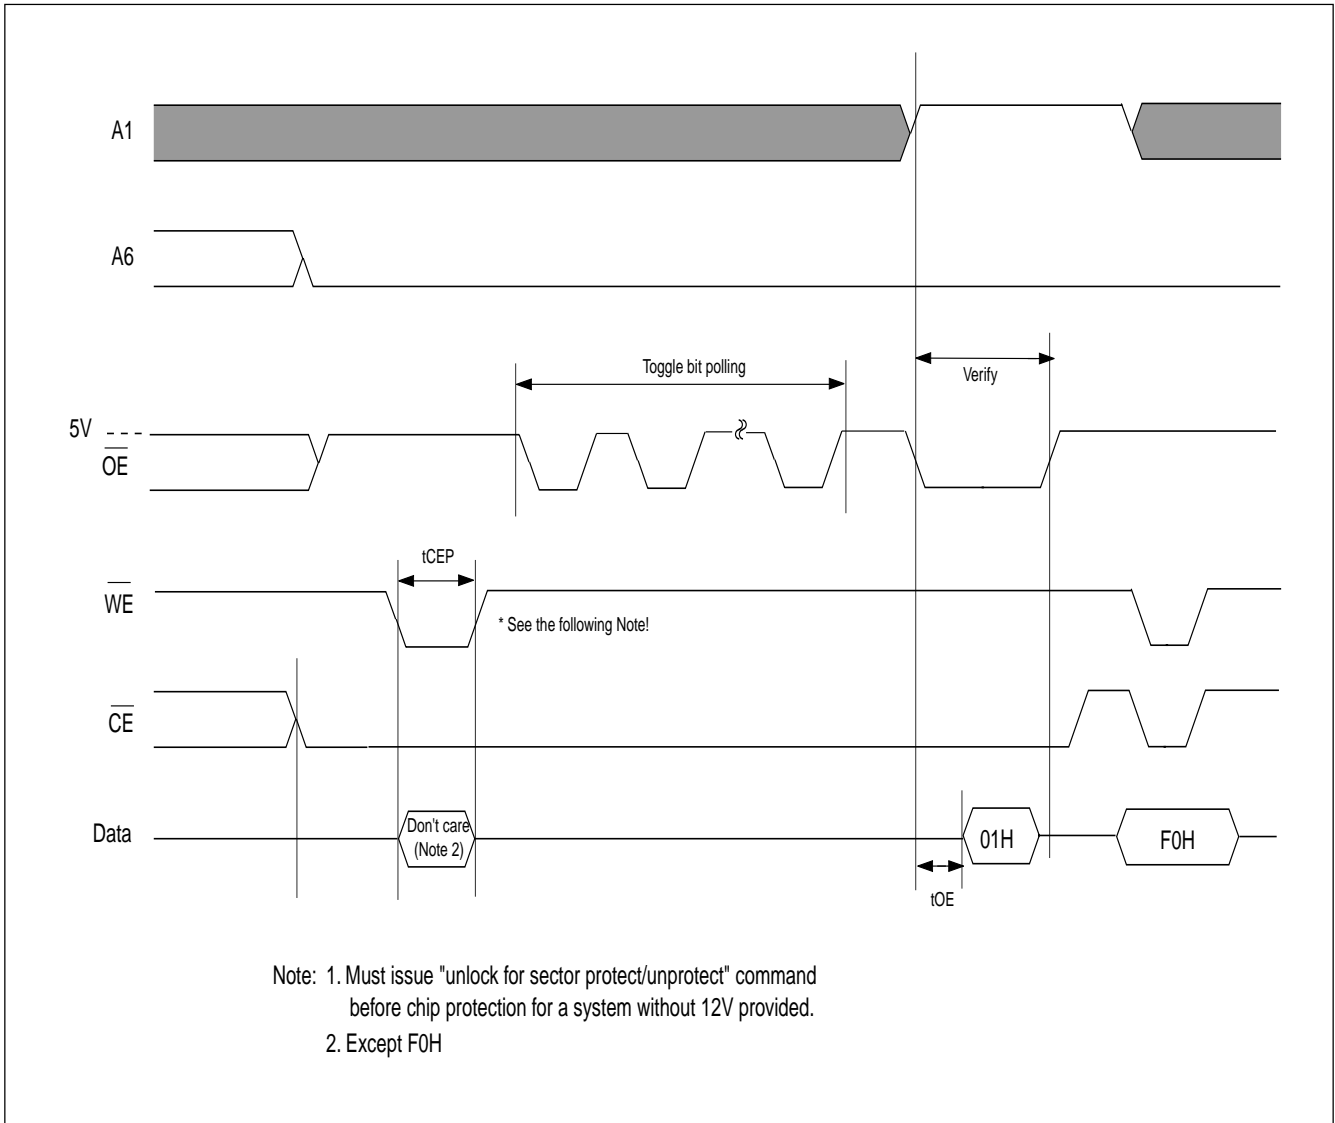 A1
A6
Toggle bit polling
Verify
5V
OE
tCEP
WE
* See the following Note!
CE
Data
Don't care
(Note 2)
01H
F0H
tOE
Note: 1. Must issue "unlock for sector protect/unprotect" command
before chip protection for a system without 12V provided.
2. Except F0H